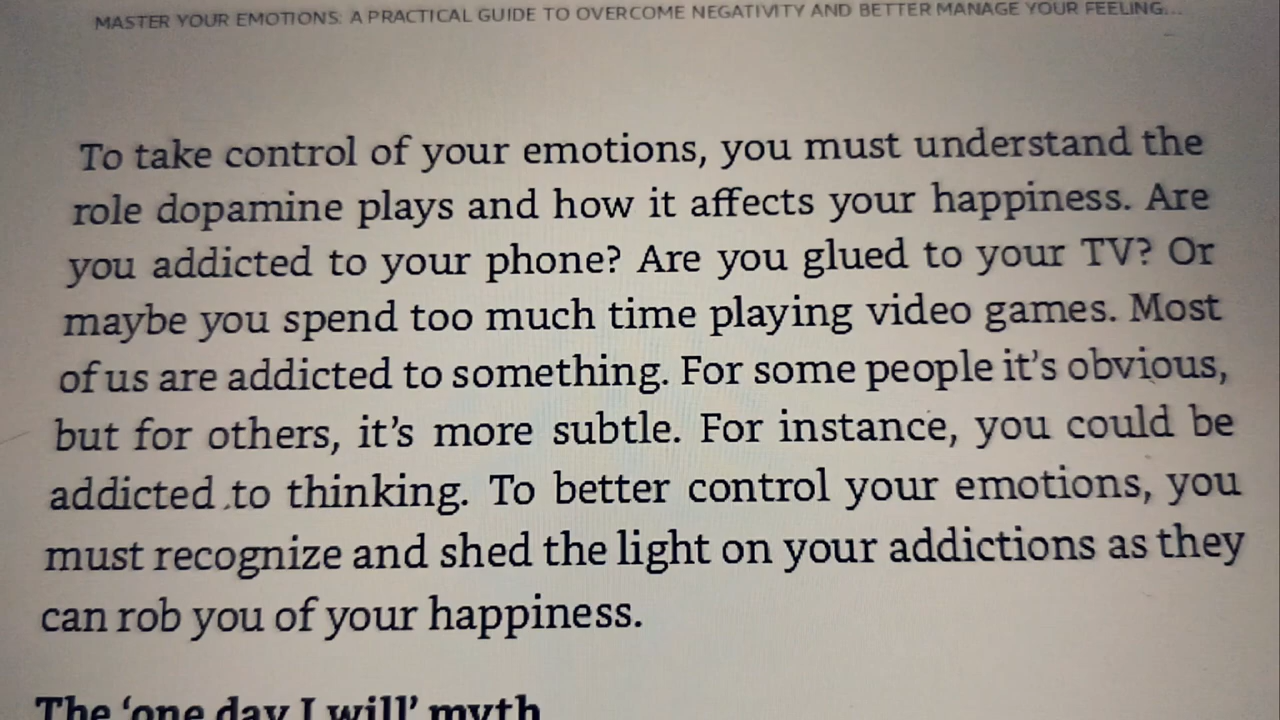 MASTER YOUR EMOTIONS: A PRACTICAL GUIDE TO OVERCOME NEGATIVITY AND BETTER MANAGE YOUR FEELING...
To take control of your emotions, you must understand the
role dopamine plays and how it affects your happiness. Are
you addicted to your phone? Are you glued to your TV? Or
maybe you spend too much time playing video games. Most
of us are addicted to something. For some people it’s obvious,
but for others, it’s more subtle. For instance, you could be
addicted to thinking. To better control your emotions, you
must recognize and shed the light on your addictions as they
can rob you of your happiness.
The ‘one day I will’ myth